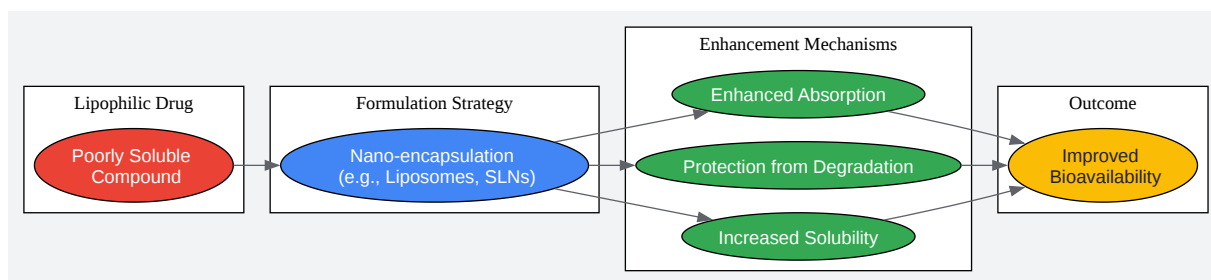 Lipophilic Drug
Poorly Soluble
Compound
Formulation Strategy
Nano-encapsulation
(e.g., Liposomes, SLNs)
Enhancement Mechanisms
Enhanced Absorption
Protection from Degradation
Increased Solubility
Outcome
Improved
Bioavailability